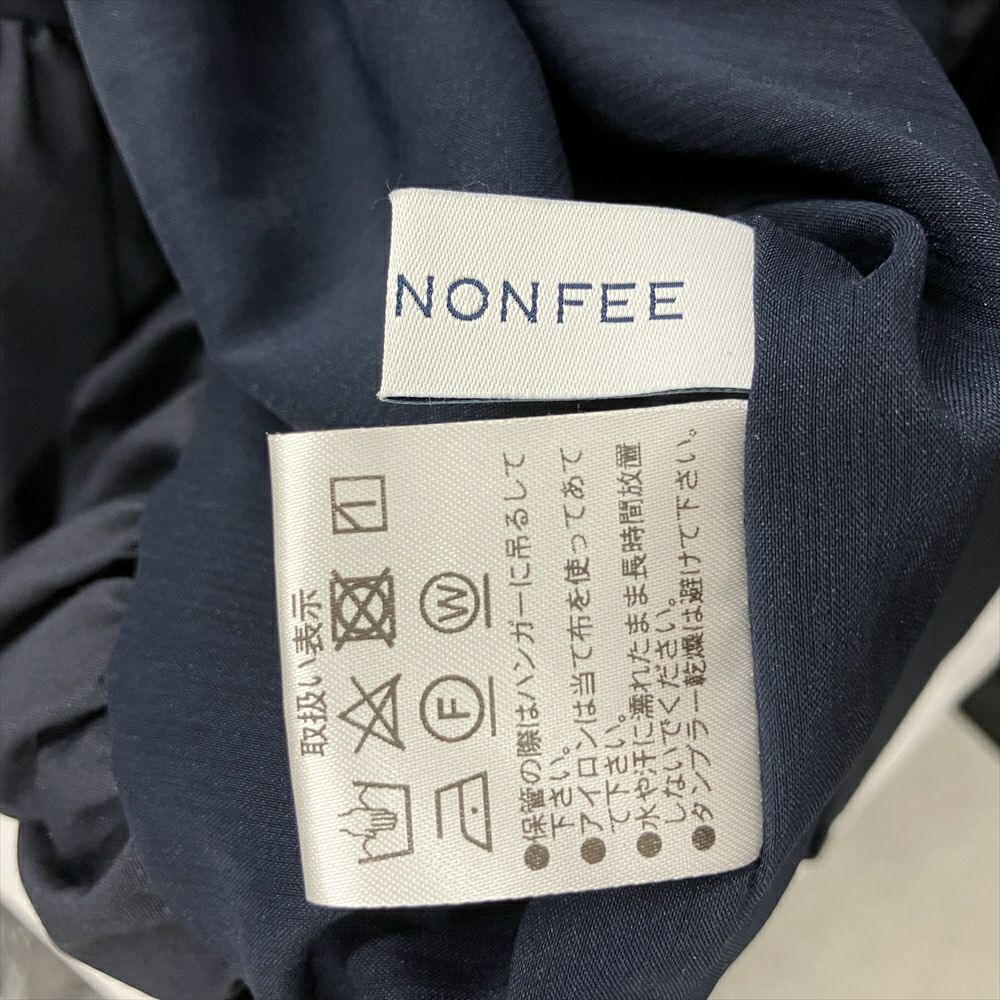 NONFEE
取扱い表示
W
F
●保管の際はハンガーに吊るして
下さい。
●アイロンは当て布を使ってあて
て下さい。
●水や汗に濡れたまま長時間放置
しないでください。
●タンブラー乾燥は避けて下さい。